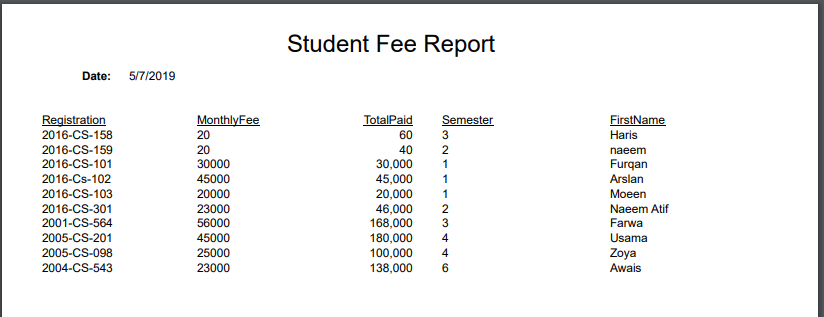 Student Fee Report
Date: 5/7/2019
Registration MonthlyFee TotalPaid Semester FirstName
2016-CS-158 20 60 3 Haris
2016-CS-159 20 40 2 naeem
2016-CS-101 30000 30,000 1 Furqan
2016-Cs-102 45000 45,000 1 Arslan
2016-CS-103 20000 20,000 1 Moeen
2016-CS-301 23000 46,000 2 Naeem Atif
2001-CS-564 56000 168,000 3 Farwa
2005-CS-201 45000 180,000 4 Usama
2005-CS-098 25000 100,000 4 Zoya
2004-CS-543 23000 138,000 6 Awais